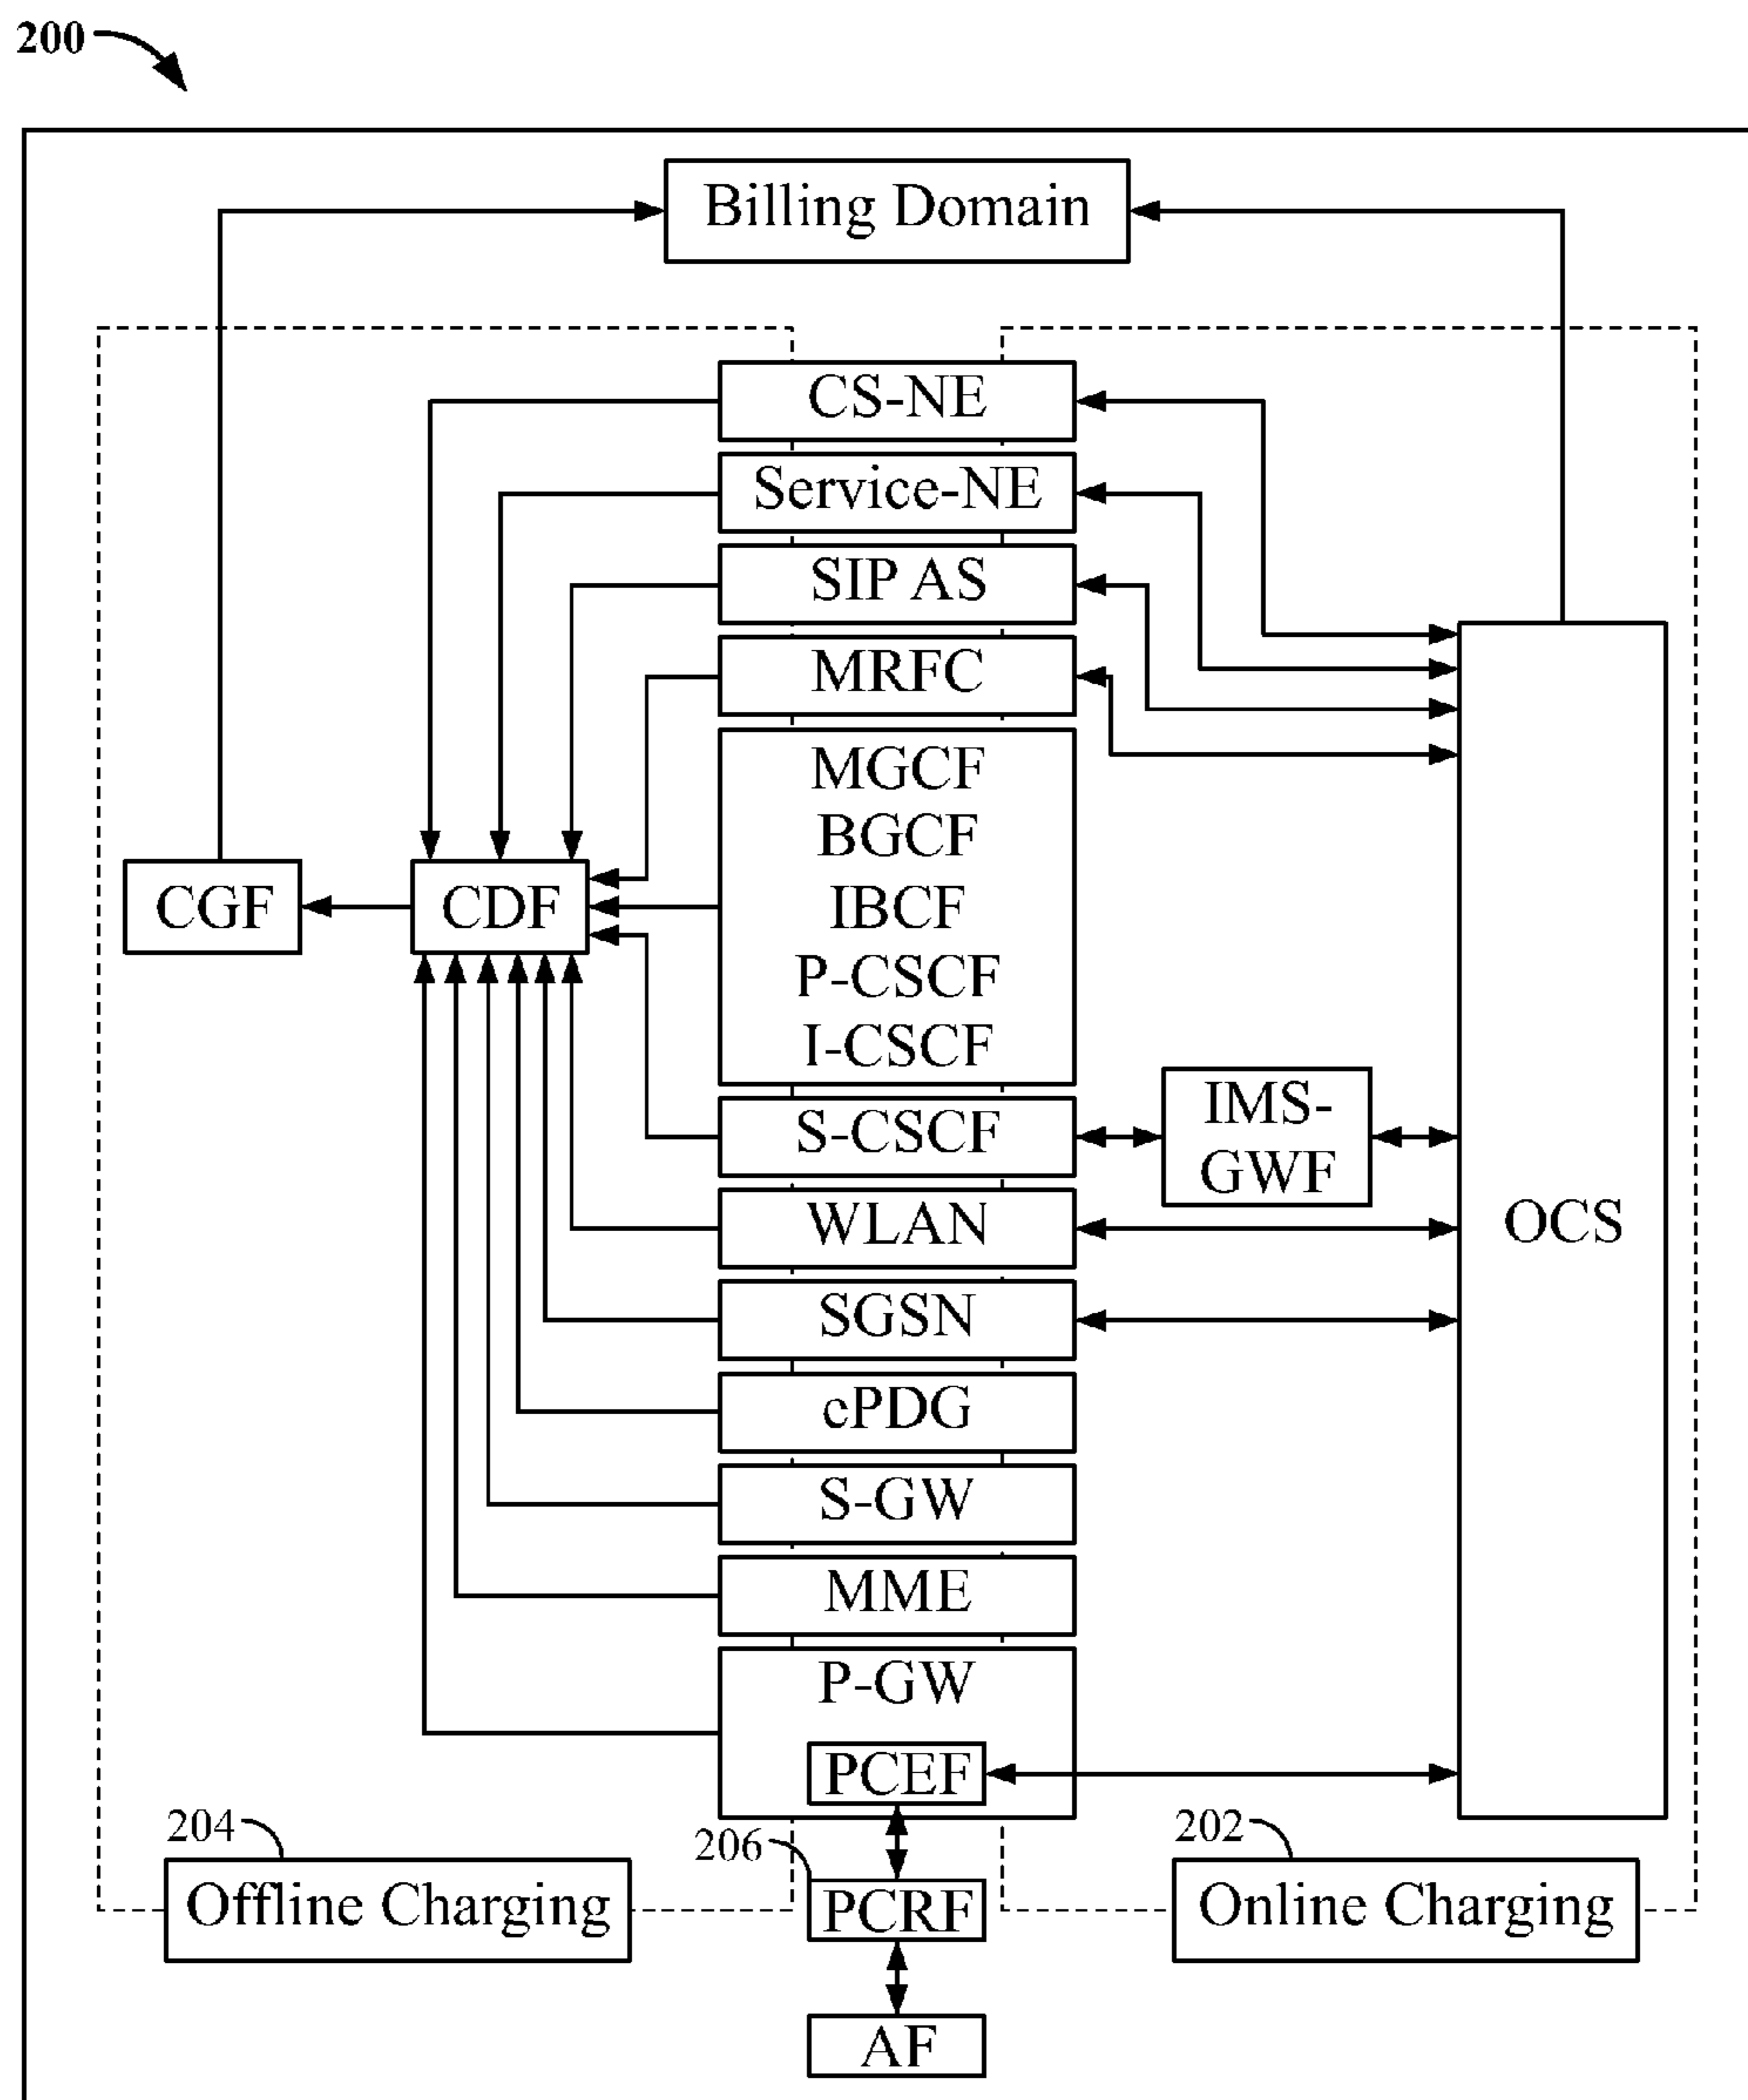 200
Billing Domain
CS-NE
Service-NE
SIP AS
MRFC
MGCF
BGCF
IBCF
P-CSCF
I-CSCF
CGF
CDF
S-CSCF
IMS-
GWF
WLAN
OCS
SGSN
cPDG
S-GW
MME
P-GW
PCEF
204
206
202
Offline Charging
PCRF
Online Charging
AF